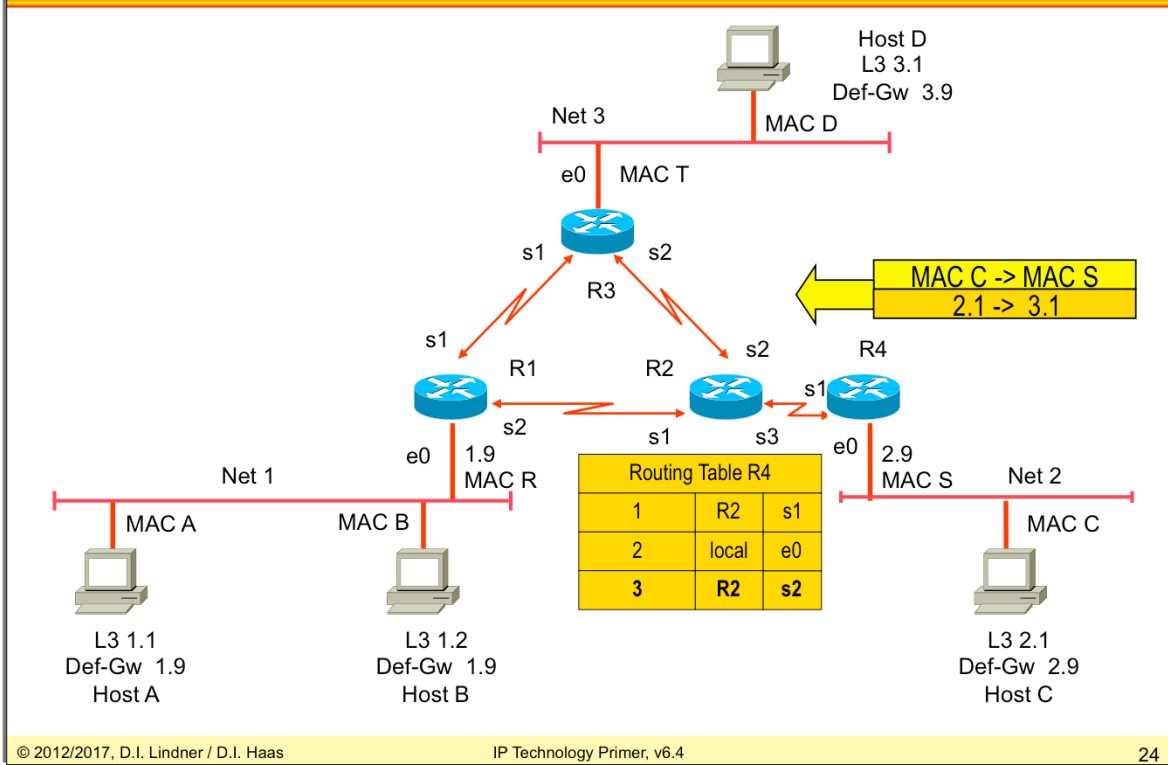 Host D
L3 3.1
Def-Gw 3.9
Net 3
MAC D
e0
MAC T
s1
s2
R3
MAC C -> MAC S
2.1 -> 3.1
s1
s2
R1
R2
R4
s1
s2
s1
s3
e0
1.9
MAC R
e0
2.9
MAC S
Net 1
Net 2
Routing Table R4
1 R2 s1
2 local e0
3 R2 s2
MAC A
MAC B
MAC C
L3 1.1
Def-Gw 1.9
Host A
L3 1.2
Def-Gw 1.9
Host B
L3 2.1
Def-Gw 2.9
Host C
© 2012/2017, D.I. Lindner / D.I. Haas
IP Technology Primer, v6.4
24